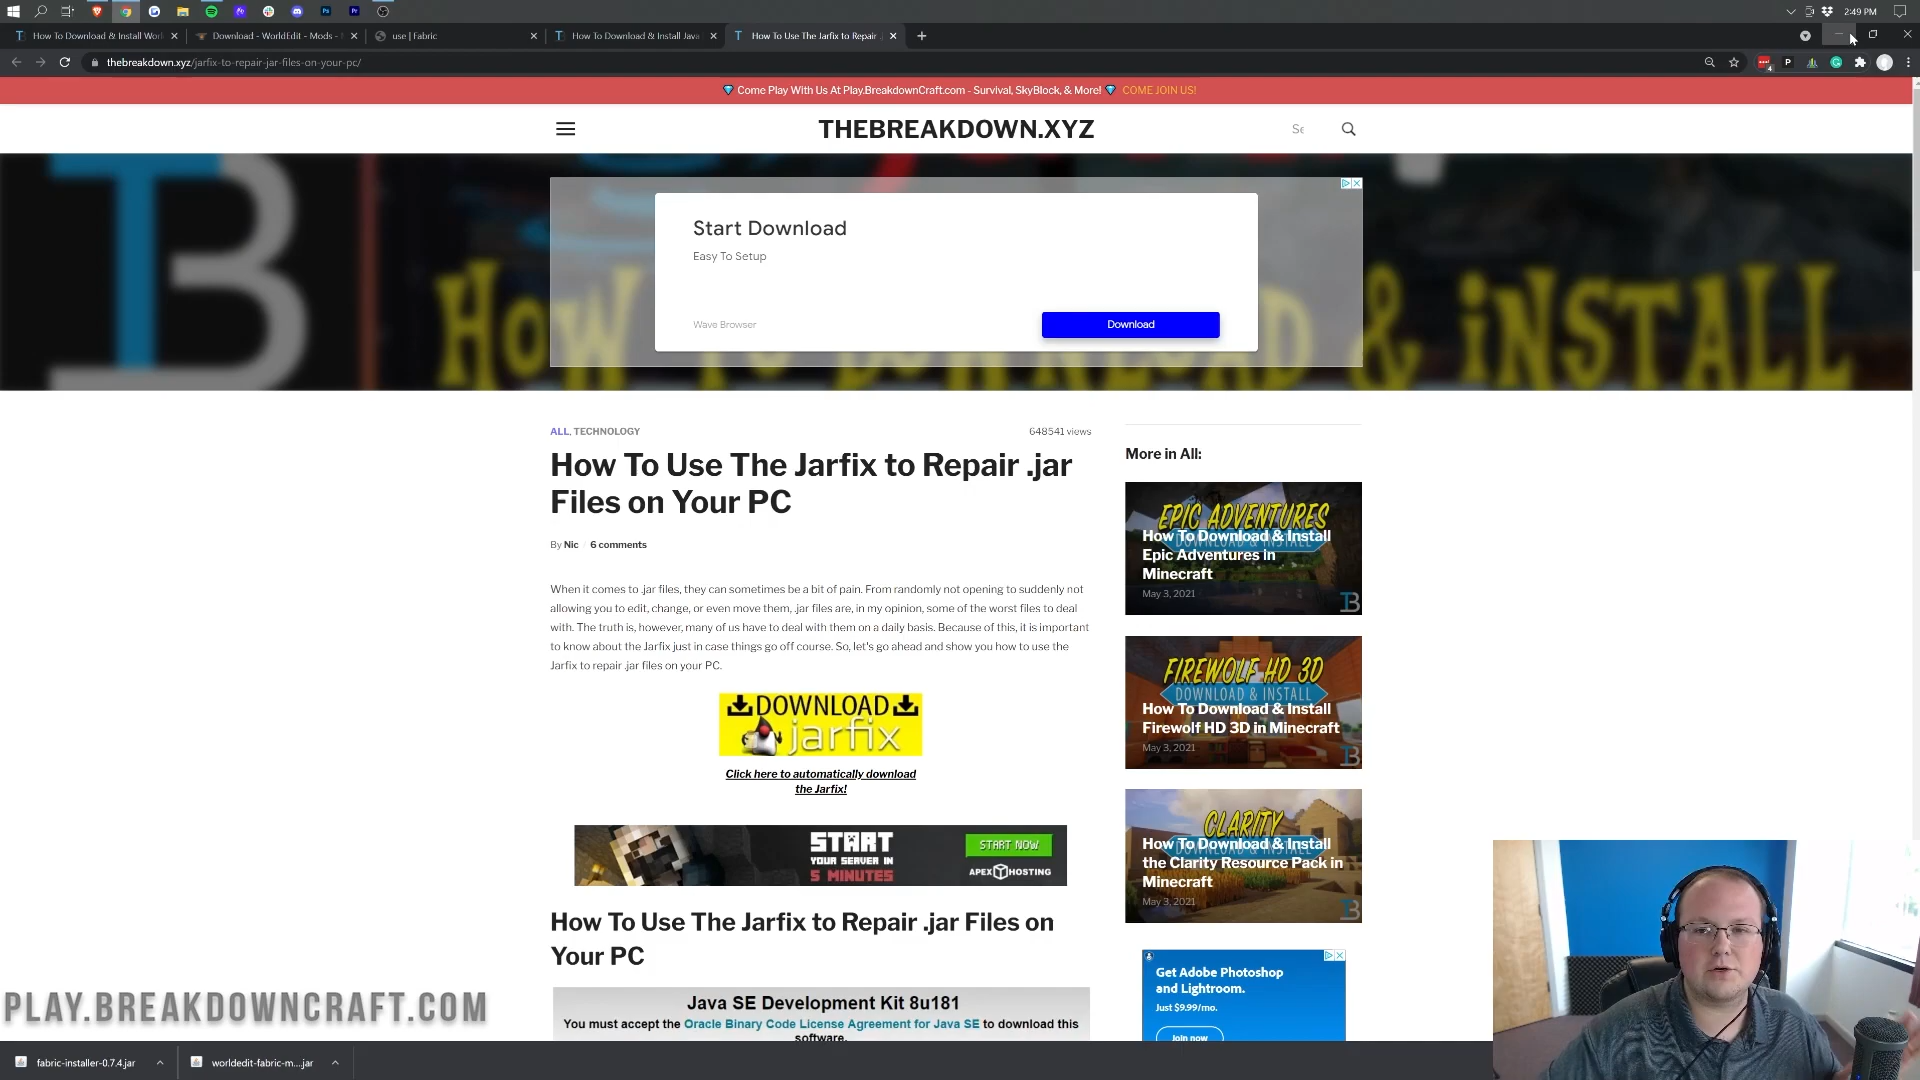 2:49 PM
How To Download & Install Worl
Download - WorldEdit - Mods -
use | Fabric
How To Download & Install Java
How To Use The Jarfix to Repair .
thebreakdown.xyz/jarfix-to-repair-jar-files-on-your-pc/
Come Play With Us At Play.BreakdownCraft.com - Survival, SkyBlock, & More! COME JOIN US!
THEBREAKDOWN.XYZ
Se
HOW TO DOWNLOAD & iNSTALL
Start Download
Easy To Setup
Wave Browser
Download
ALL, TECHNOLOGY
648541 views
How To Use The Jarfix to Repair .jar
Files on Your PC
By Nic / 6 comments
When it comes to .jar files, they can sometimes be a bit of pain. From randomly not opening to suddenly not
allowing you to edit, change, or even move them, .jar files are, in my opinion, some of the worst files to deal
with. The truth is, however, many of us have to deal with them on a daily basis. Because of this, it is important
to know about the Jarfix just in case things go off course. So, let's go ahead and show you how to use the
Jarfix to repair .jar files on your PC.
DOWNLOAD
jarfix
Click here to automatically download
the Jarfix!
START
YOUR SERVER IN
5 MINUTES
START NOW
APEX HOSTING
How To Use The Jarfix to Repair .jar Files on
Your PC
Java SE Development Kit 8u181
You must accept the Oracle Binary Code License Agreement for Java SE to download this
software.
More in All:
EPIC ADVENTURES
DOWNLOAD & INSTALL
How To Download & Install
Epic Adventures in
Minecraft
May 3, 2021
FIREWOLF HD 3D
DOWNLOAD & INSTALL
How To Download & Install
Firewolf HD 3D in Minecraft
May 3, 2021
CLARITY
DOWNLOAD & INSTALL
How To Download & Install
the Clarity Resource Pack in
Minecraft
May 3, 2021
Get Adobe Photoshop
and Lightroom.
Just $9.99/mo.
Join now
PLAY.BREAKDOWNCRAFT.COM
fabric-installer-0.7.4.jar
worldedit-fabric-m....jar